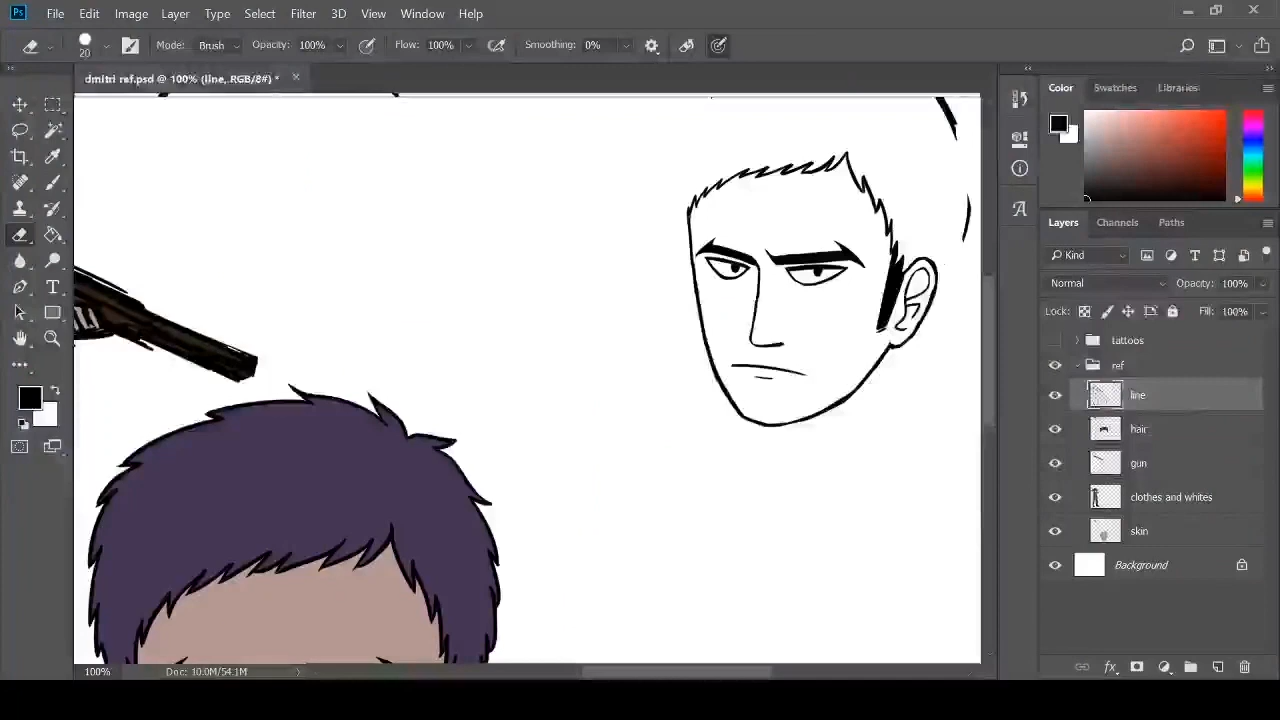 Ps File Edit Image Layer Type Select Filter 3D View Window Help
20 Mode: Brush Opacity: 100% Flow: 100% Smoothing: 0%
dmitri ref.psd @ 100% (line, RGB/8#) *
Color Swatches Libraries
Layers Channels Paths
Kind
Normal Opacity: 100%
Lock: Fill: 100%
tattoos
ref
line
hair
gun
clothes and whites
skin
Background
100% Doc: 10.0M/54.1M